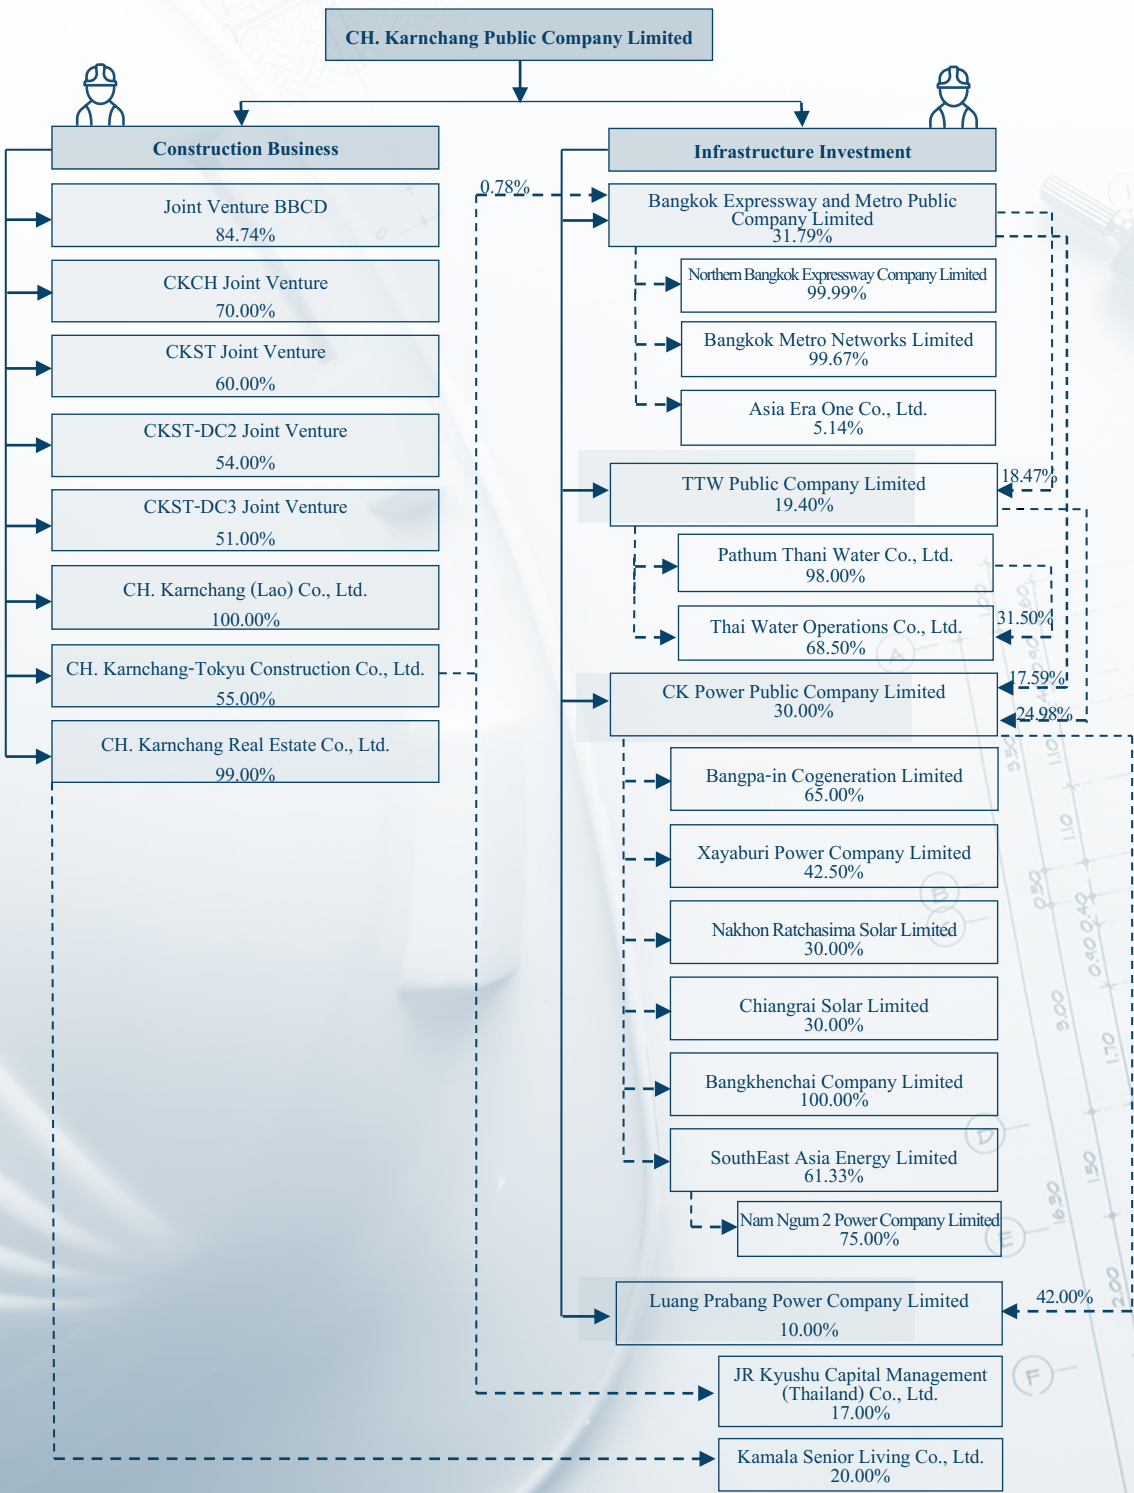 CH. Karnchang Public Company Limited
Construction Business
Joint Venture BBCD
84.74%
CKCH Joint Venture
70.00%
CKST Joint Venture
60.00%
CKST-DC2 Joint Venture
54.00%
CKST-DC3 Joint Venture
51.00%
CH. Karnchang (Lao) Co., Ltd.
100.00%
CH. Karnchang-Tokyu Construction Co., Ltd.
55.00%
CH. Karnchang Real Estate Co., Ltd.
99.00%
Infrastructure Investment
0.78%
Bangkok Expressway and Metro Public
Company Limited
31.79%
Northern Bangkok Expressway Company Limited
99.99%
Bangkok Metro Networks Limited
99.67%
Asia Era One Co., Ltd.
5.14%
18.47%
TTW Public Company Limited
19.40%
Pathum Thani Water Co., Ltd.
98.00%
31.50%
Thai Water Operations Co., Ltd.
68.50%
17.59%
CK Power Public Company Limited
30.00%
24.98%
Bangpa-in Cogeneration Limited
65.00%
Xayaburi Power Company Limited
42.50%
Nakhon Ratchasima Solar Limited
30.00%
Chiangrai Solar Limited
30.00%
Bangkhenchai Company Limited
100.00%
SouthEast Asia Energy Limited
61.33%
Nam Ngum 2 Power Company Limited
75.00%
42.00%
Luang Prabang Power Company Limited
10.00%
JR Kyushu Capital Management
(Thailand) Co., Ltd.
17.00%
Kamala Senior Living Co., Ltd.
20.00%